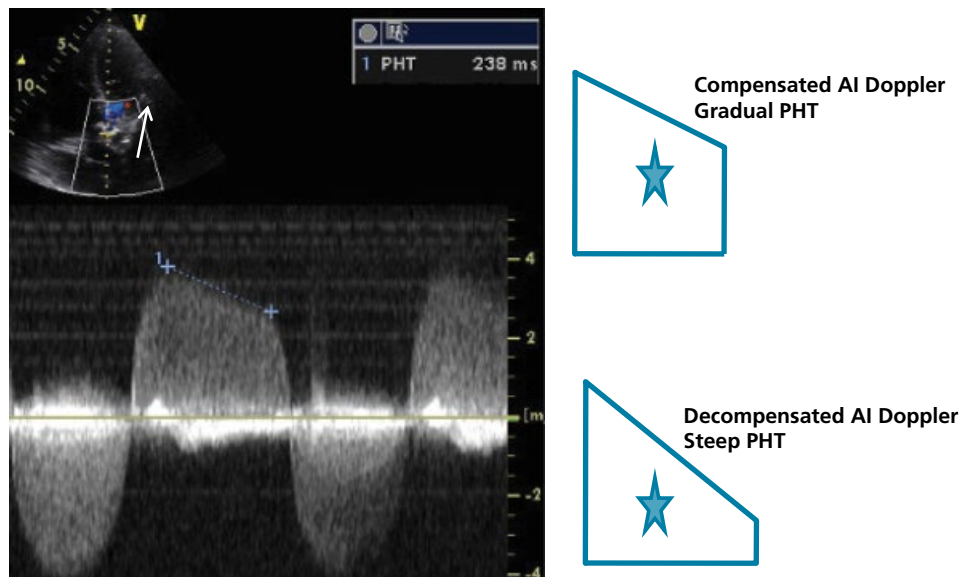 V
5
10
1 PHT 238 ms
1
4
2
[m
-2
-4
Compensated AI Doppler
Gradual PHT
Decompensated AI Doppler
Steep PHT